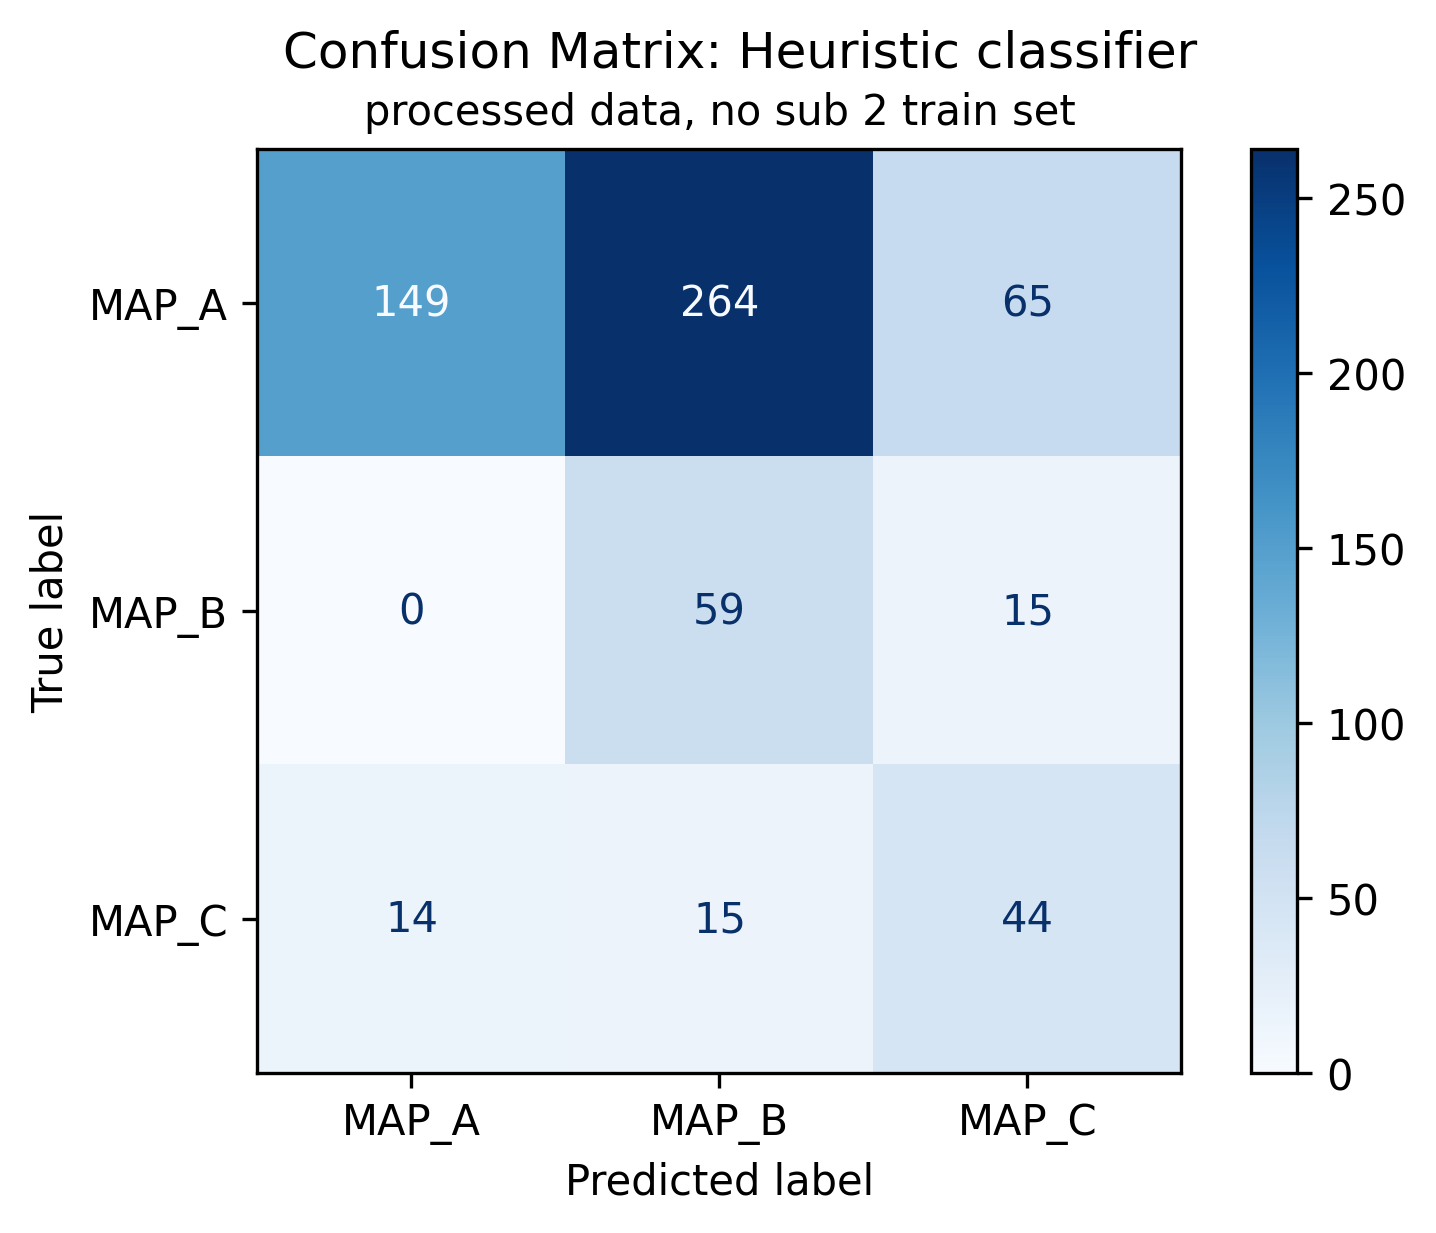 Confusion Matrix: Heuristic classifier
processed data, no sub 2 train set
True label
MAP_A
149 264 65
MAP_B
0 59 15
MAP_C
14 15 44
MAP_A MAP_B MAP_C
Predicted label
250
200
150
100
50
0